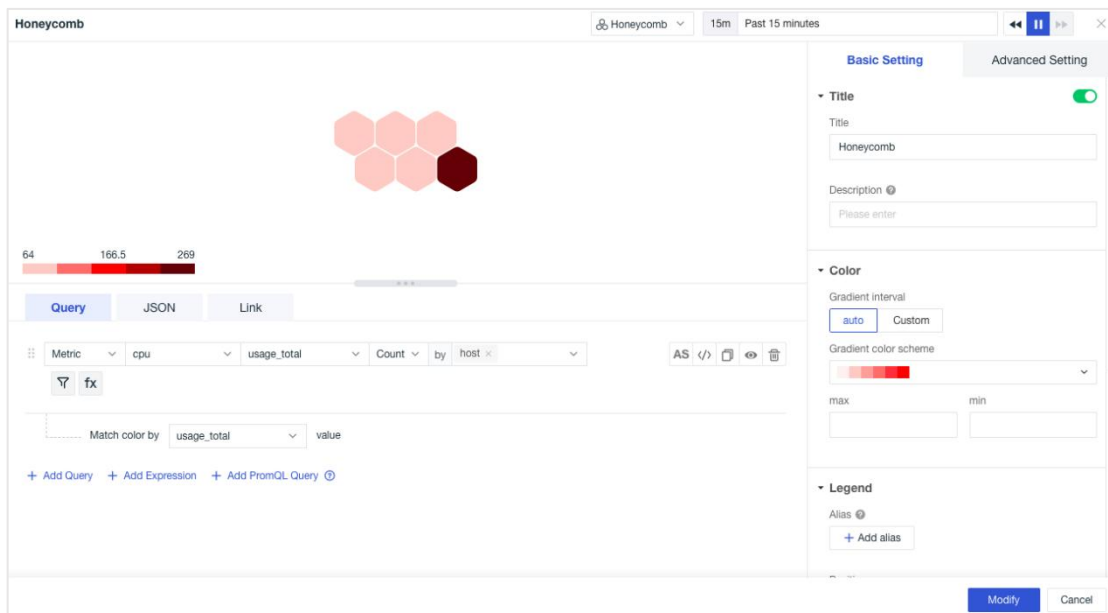 Honeycomb
Honeycomb
15m Past 15 minutes
Basic Setting
Advanced Setting
Title
Title
Honeycomb
Description
Please enter
64 166.5 269
Color
Gradient interval
auto Custom
Gradient color scheme
max min
Query JSON Link
Metric cpu usage_total Count by host × AS </>
fx
Match color by usage_total value
+ Add Query + Add Expression + Add PromQL Query
Legend
Alias
+ Add alias
Modify Cancel